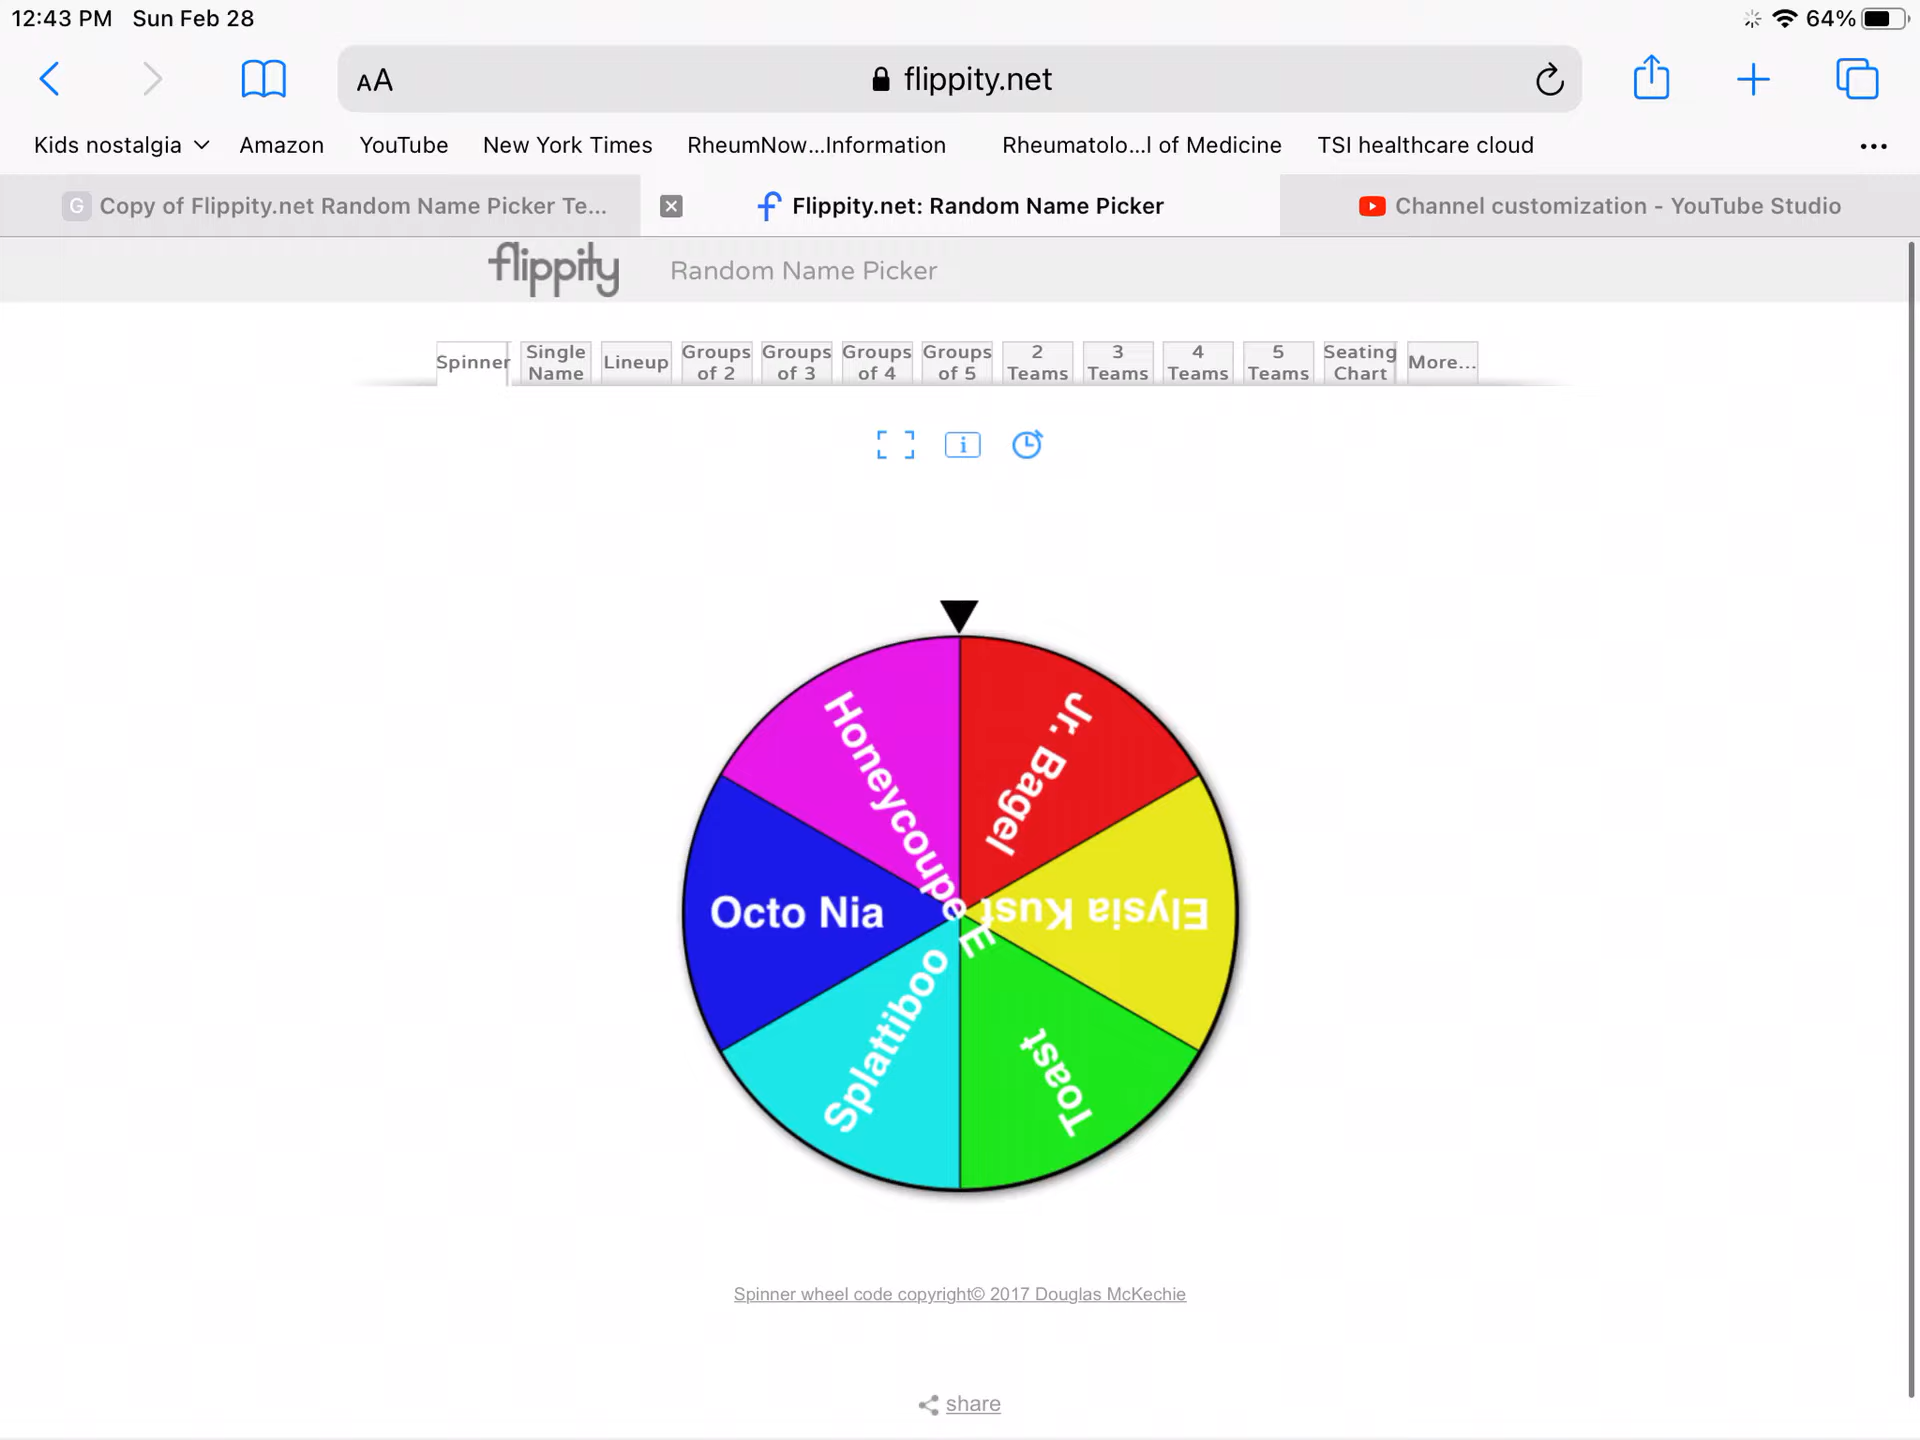 12:43 PM Sun Feb 28
64%
AA
flippity.net
Kids nostalgia Amazon YouTube New York Times RheumNow...Information Rheumatolo...l of Medicine TSI healthcare cloud
G Copy of Flippity.net Random Name Picker Te... Flippity.net: Random Name Picker Channel customization - YouTube Studio
flippity Random Name Picker
Spinner
Single
Name
Lineup
Groups
of 2
Groups
of 3
Groups
of 4
Groups
of 5
2
Teams
3
Teams
4
Teams
5
Teams
Seating
Chart
More...
i
Honeycoupe E
Jr. Bagel
Octo Nia
Elysia Kust
Splattiboo
Toast
Spinner wheel code copyright© 2017 Douglas McKechie
share